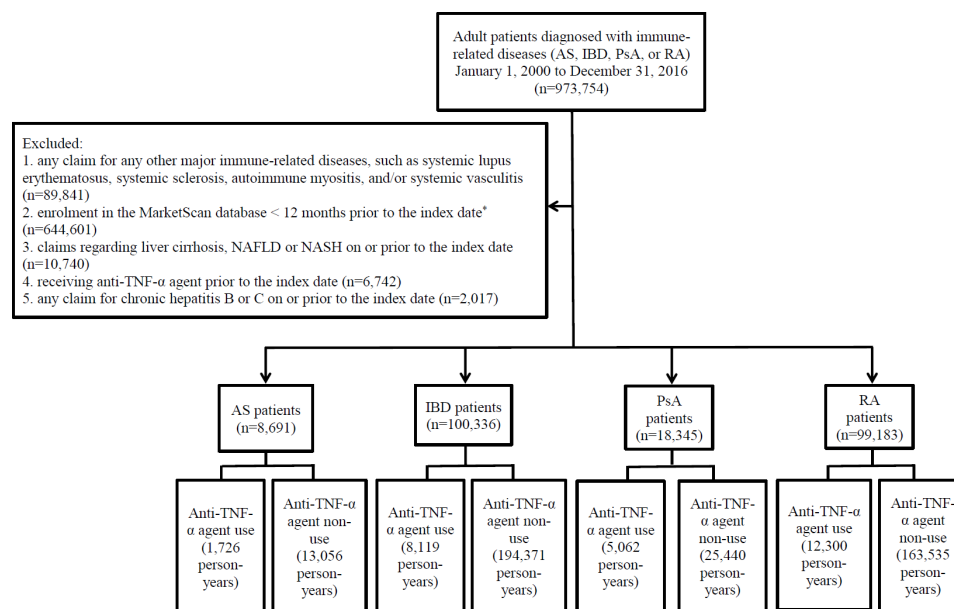 Adult patients diagnosed with immune-
related diseases (AS, IBD, PsA, or RA)
January 1, 2000 to December 31, 2016
(n=973,754)
Excluded:
1. any claim for any other major immune-related diseases, such as systemic lupus
erythematosus, systemic sclerosis, autoimmune myositis, and/or systemic vasculitis
(n=89,841)
2. enrolment in the MarketScan database < 12 months prior to the index date*
(n=644,601)
3. claims regarding liver cirrhosis, NAFLD or NASH on or prior to the index date
(n=10,740)
4. receiving anti-TNF-α agent prior to the index date (n=6,742)
5. any claim for chronic hepatitis B or C on or prior to the index date (n=2,017)
AS patients
(n=8,691)
IBD patients
(n=100,336)
PsA
patients
(n=18,345)
RA
patients
(n=99,183)
Anti-TNF-
α agent use
(1,726
person-
years)
Anti-TNF-α
agent non-
use
(13,056
person-
years)
Anti-TNF-
α agent use
(8,119
person-
years)
Anti-TNF-α
agent non-
use
(194,371
person-
years)
Anti-TNF-
α agent use
(5,062
person-
years)
Anti-TNF-
α agent
non-use
(25,440
person-
years)
Anti-TNF-α
agent use
(12,300
person-
years)
Anti-TNF-
α agent
non-use
(163,535
person-
years)